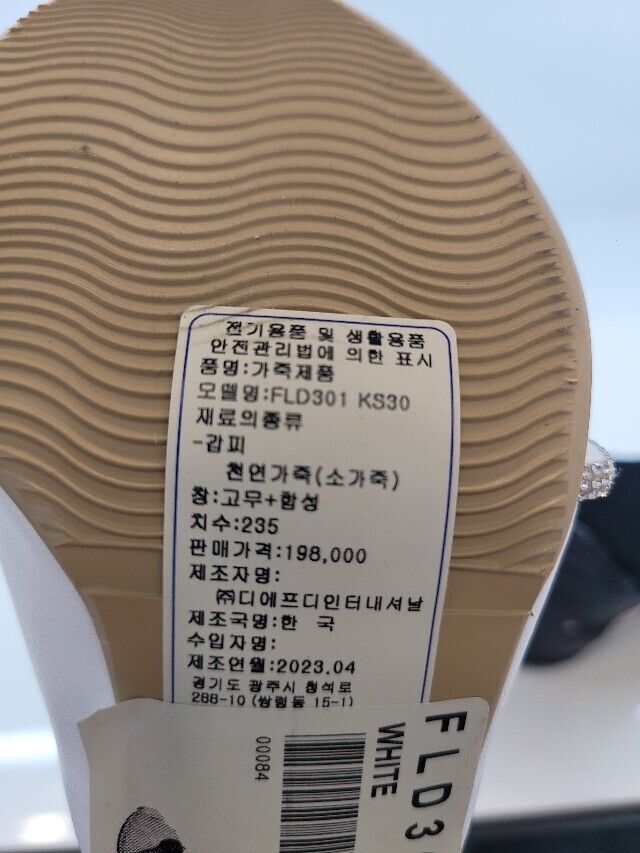 전기용품 및 생활용품
안전관리법에 의한 표시
품명:가죽제품
모델명:FLD301 KS30
재료의종류
-갑피
천연가죽(소가죽)
창:고무+합성
치수:235
판매가격:198,000
제조자명:
㈜디에프디인터내셔날
제조국명:한 국
수입자명:
제조연월:2023.04
경기도 광주시 청석로
288-10 (쌍령동 15-1)
FLD3
WHITE
00084